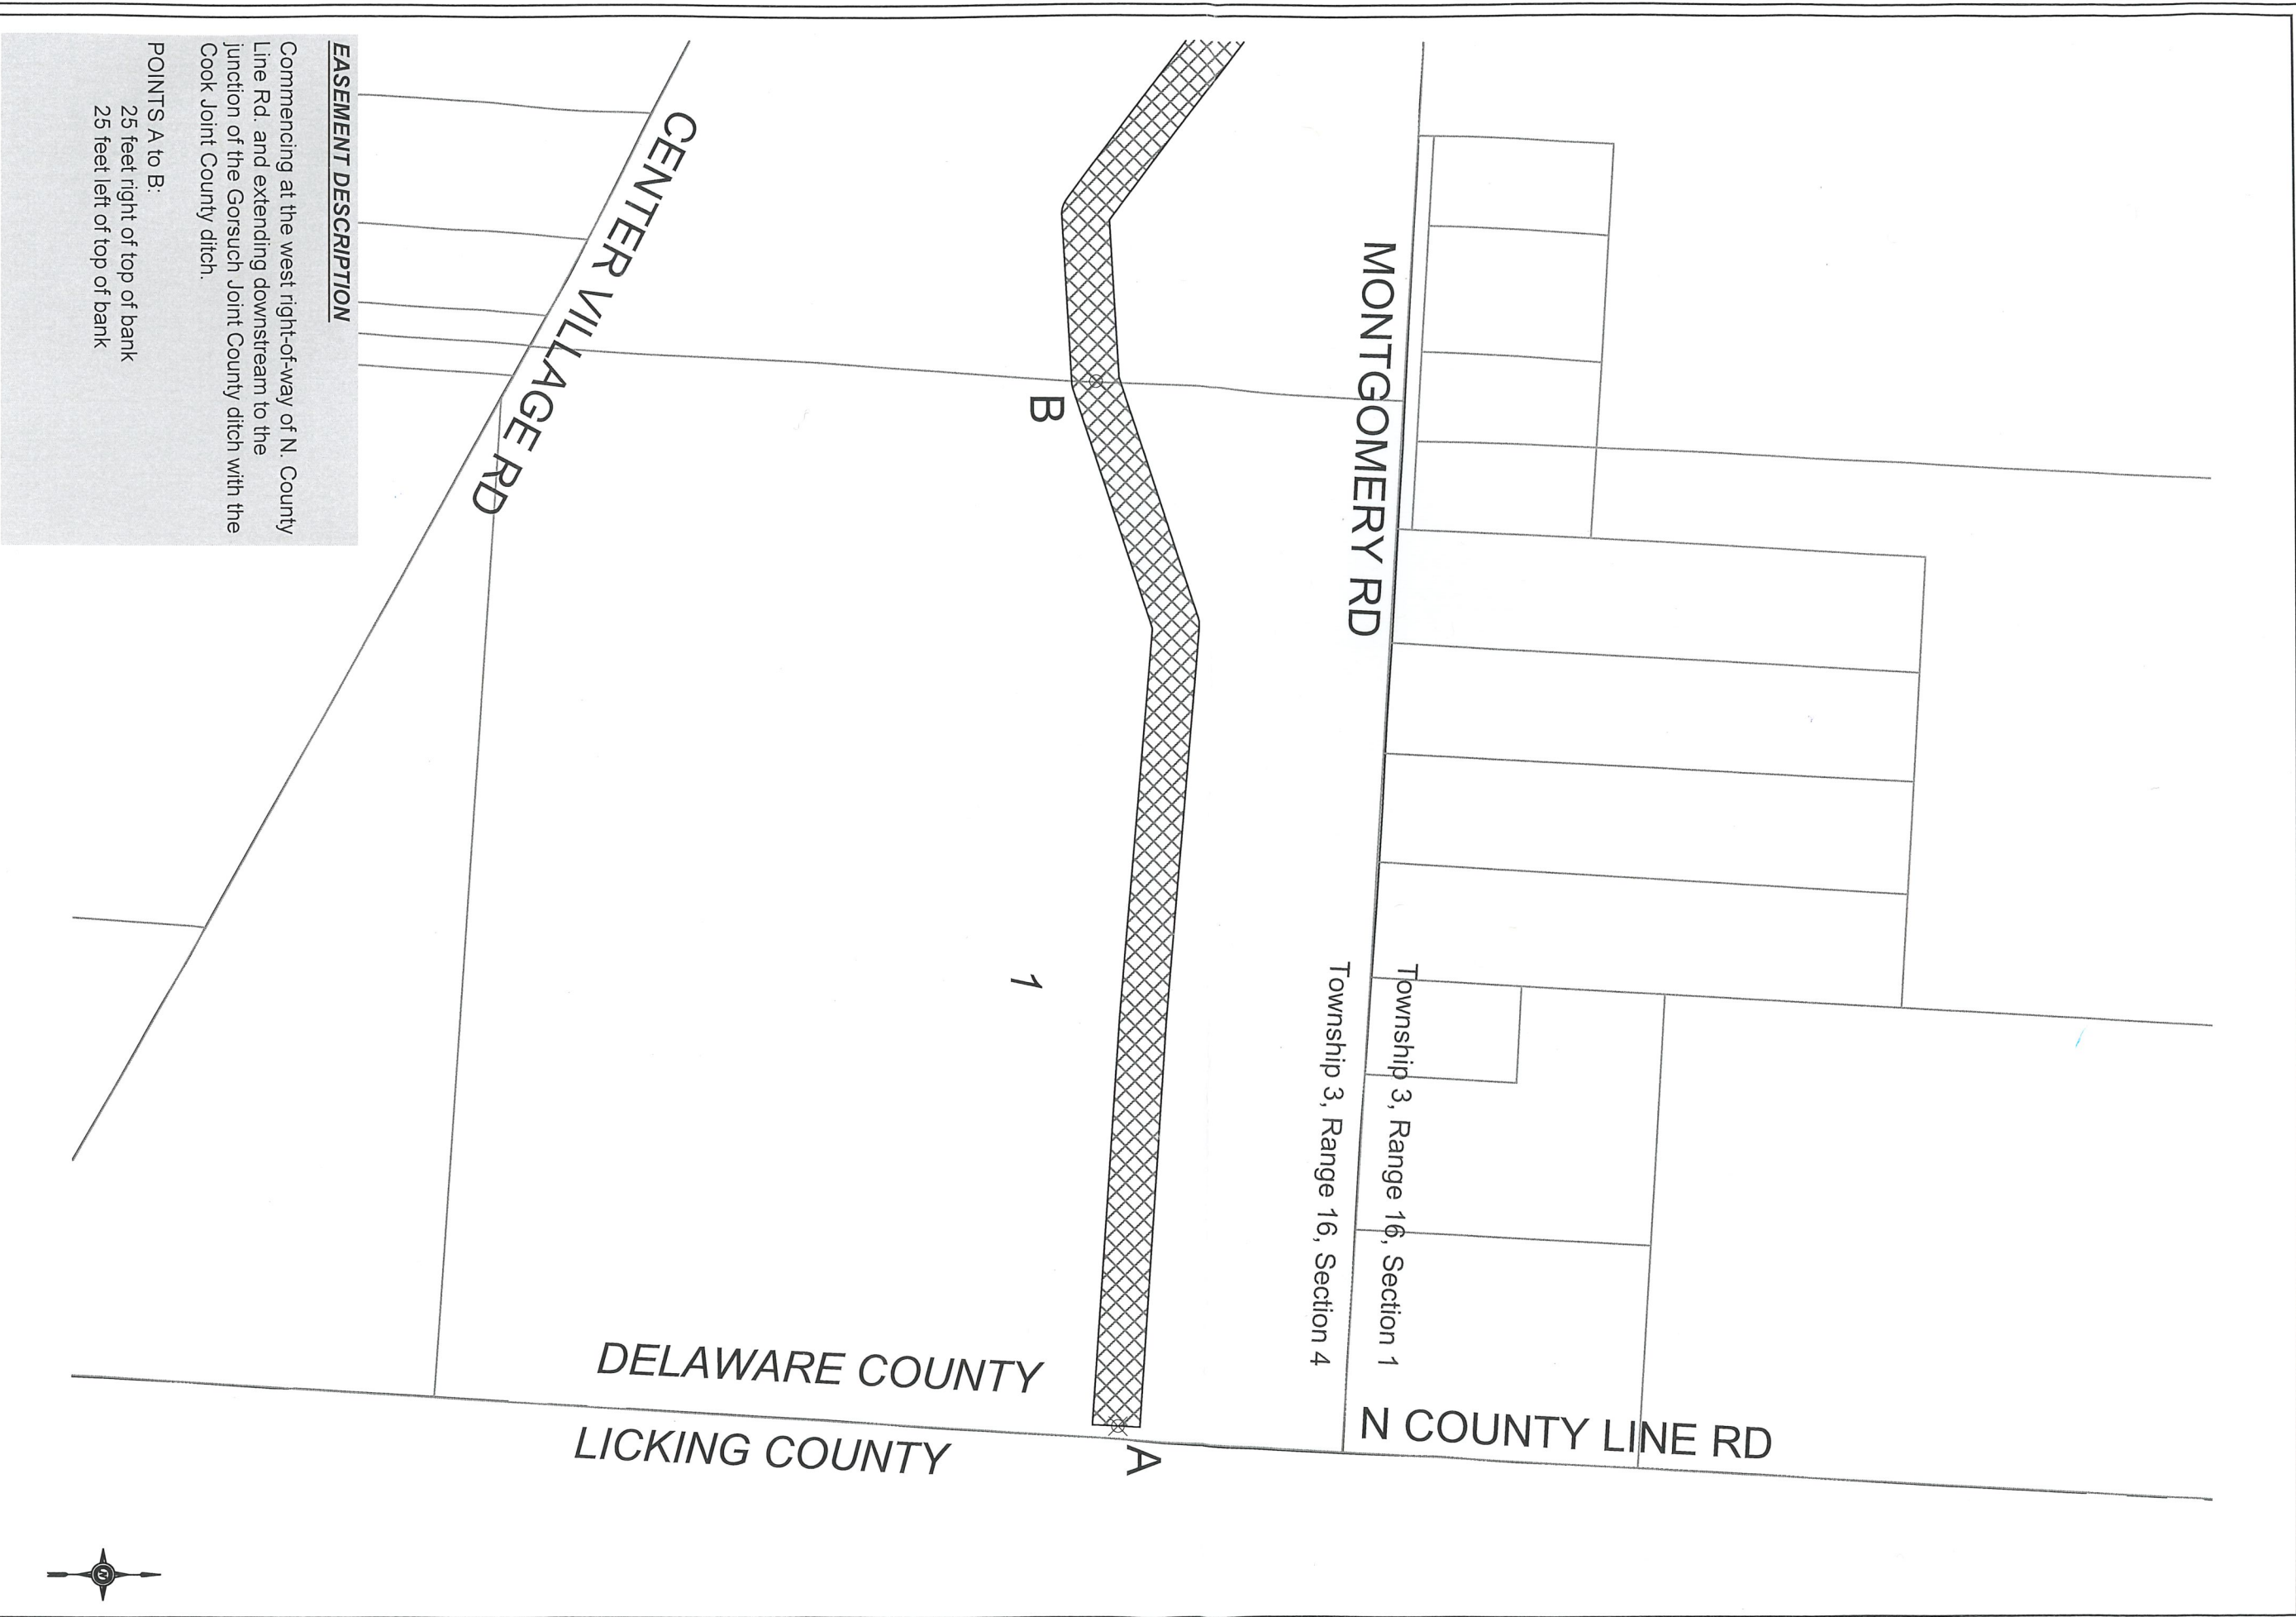 EASEMENT DESCRIPTION
Commencing at the west right-of-way of N. County
Line Rd. and extending downstream to the
junction of the Gorsuch Joint County ditch with the
Cook Joint County ditch.
POINTS A to B:
25 feet right of top of bank
25 feet left of top of bank
CENTER VILLAGE RD
MONTGOMERY RD
B
Township 3, Range 16, Section 1
Township 3, Range 16, Section 4
1
DELAWARE COUNTY
LICKING COUNTY
A
N COUNTY LINE RD
N